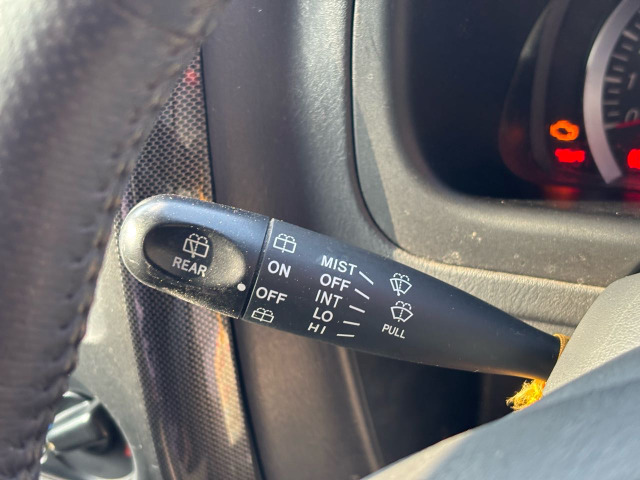 REAR
ON
OFF
MIST
OFF
INT
LO
HI
PULL